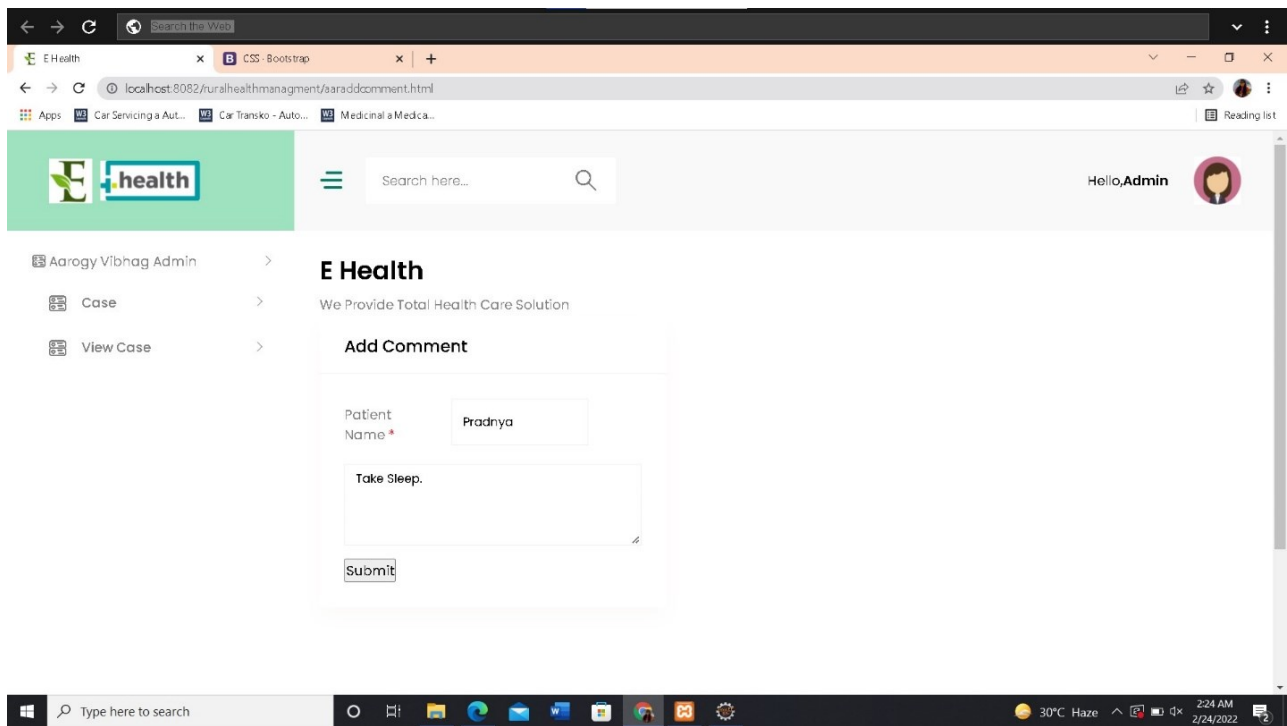 Search the Web
E Health
CSS · Bootstrap
localhost:8082/ruralhealthmanagment/aaraddcomment.html
Apps Car Servicing a Aut... Car Transko - Auto... Medicinal a Medica... Reading list
E +.health
Search here...
Hello,Admin
Aarogy Vibhag Admin
Case
View Case
E Health
We Provide Total Health Care Solution
Add Comment
Patient
Name *
Pradnya
Take Sleep.
Submit
Type here to search
30°C Haze
2:24 AM
2/24/2022
2